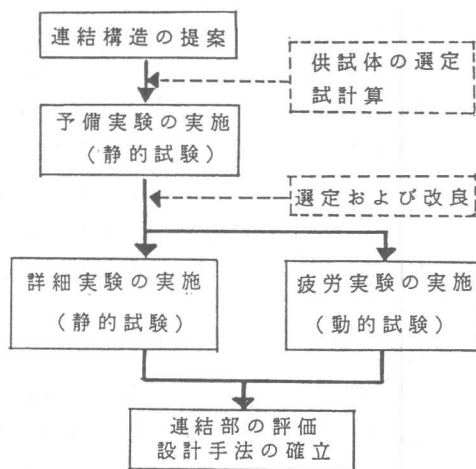 連結構造の提案
供試体の選定
試計算
予備実験の実施
(静的試験)
選定および改良
詳細実験の実施
(静的試験)
疲労実験の実施
(動的試験)
連結部の評価
設計手法の確立